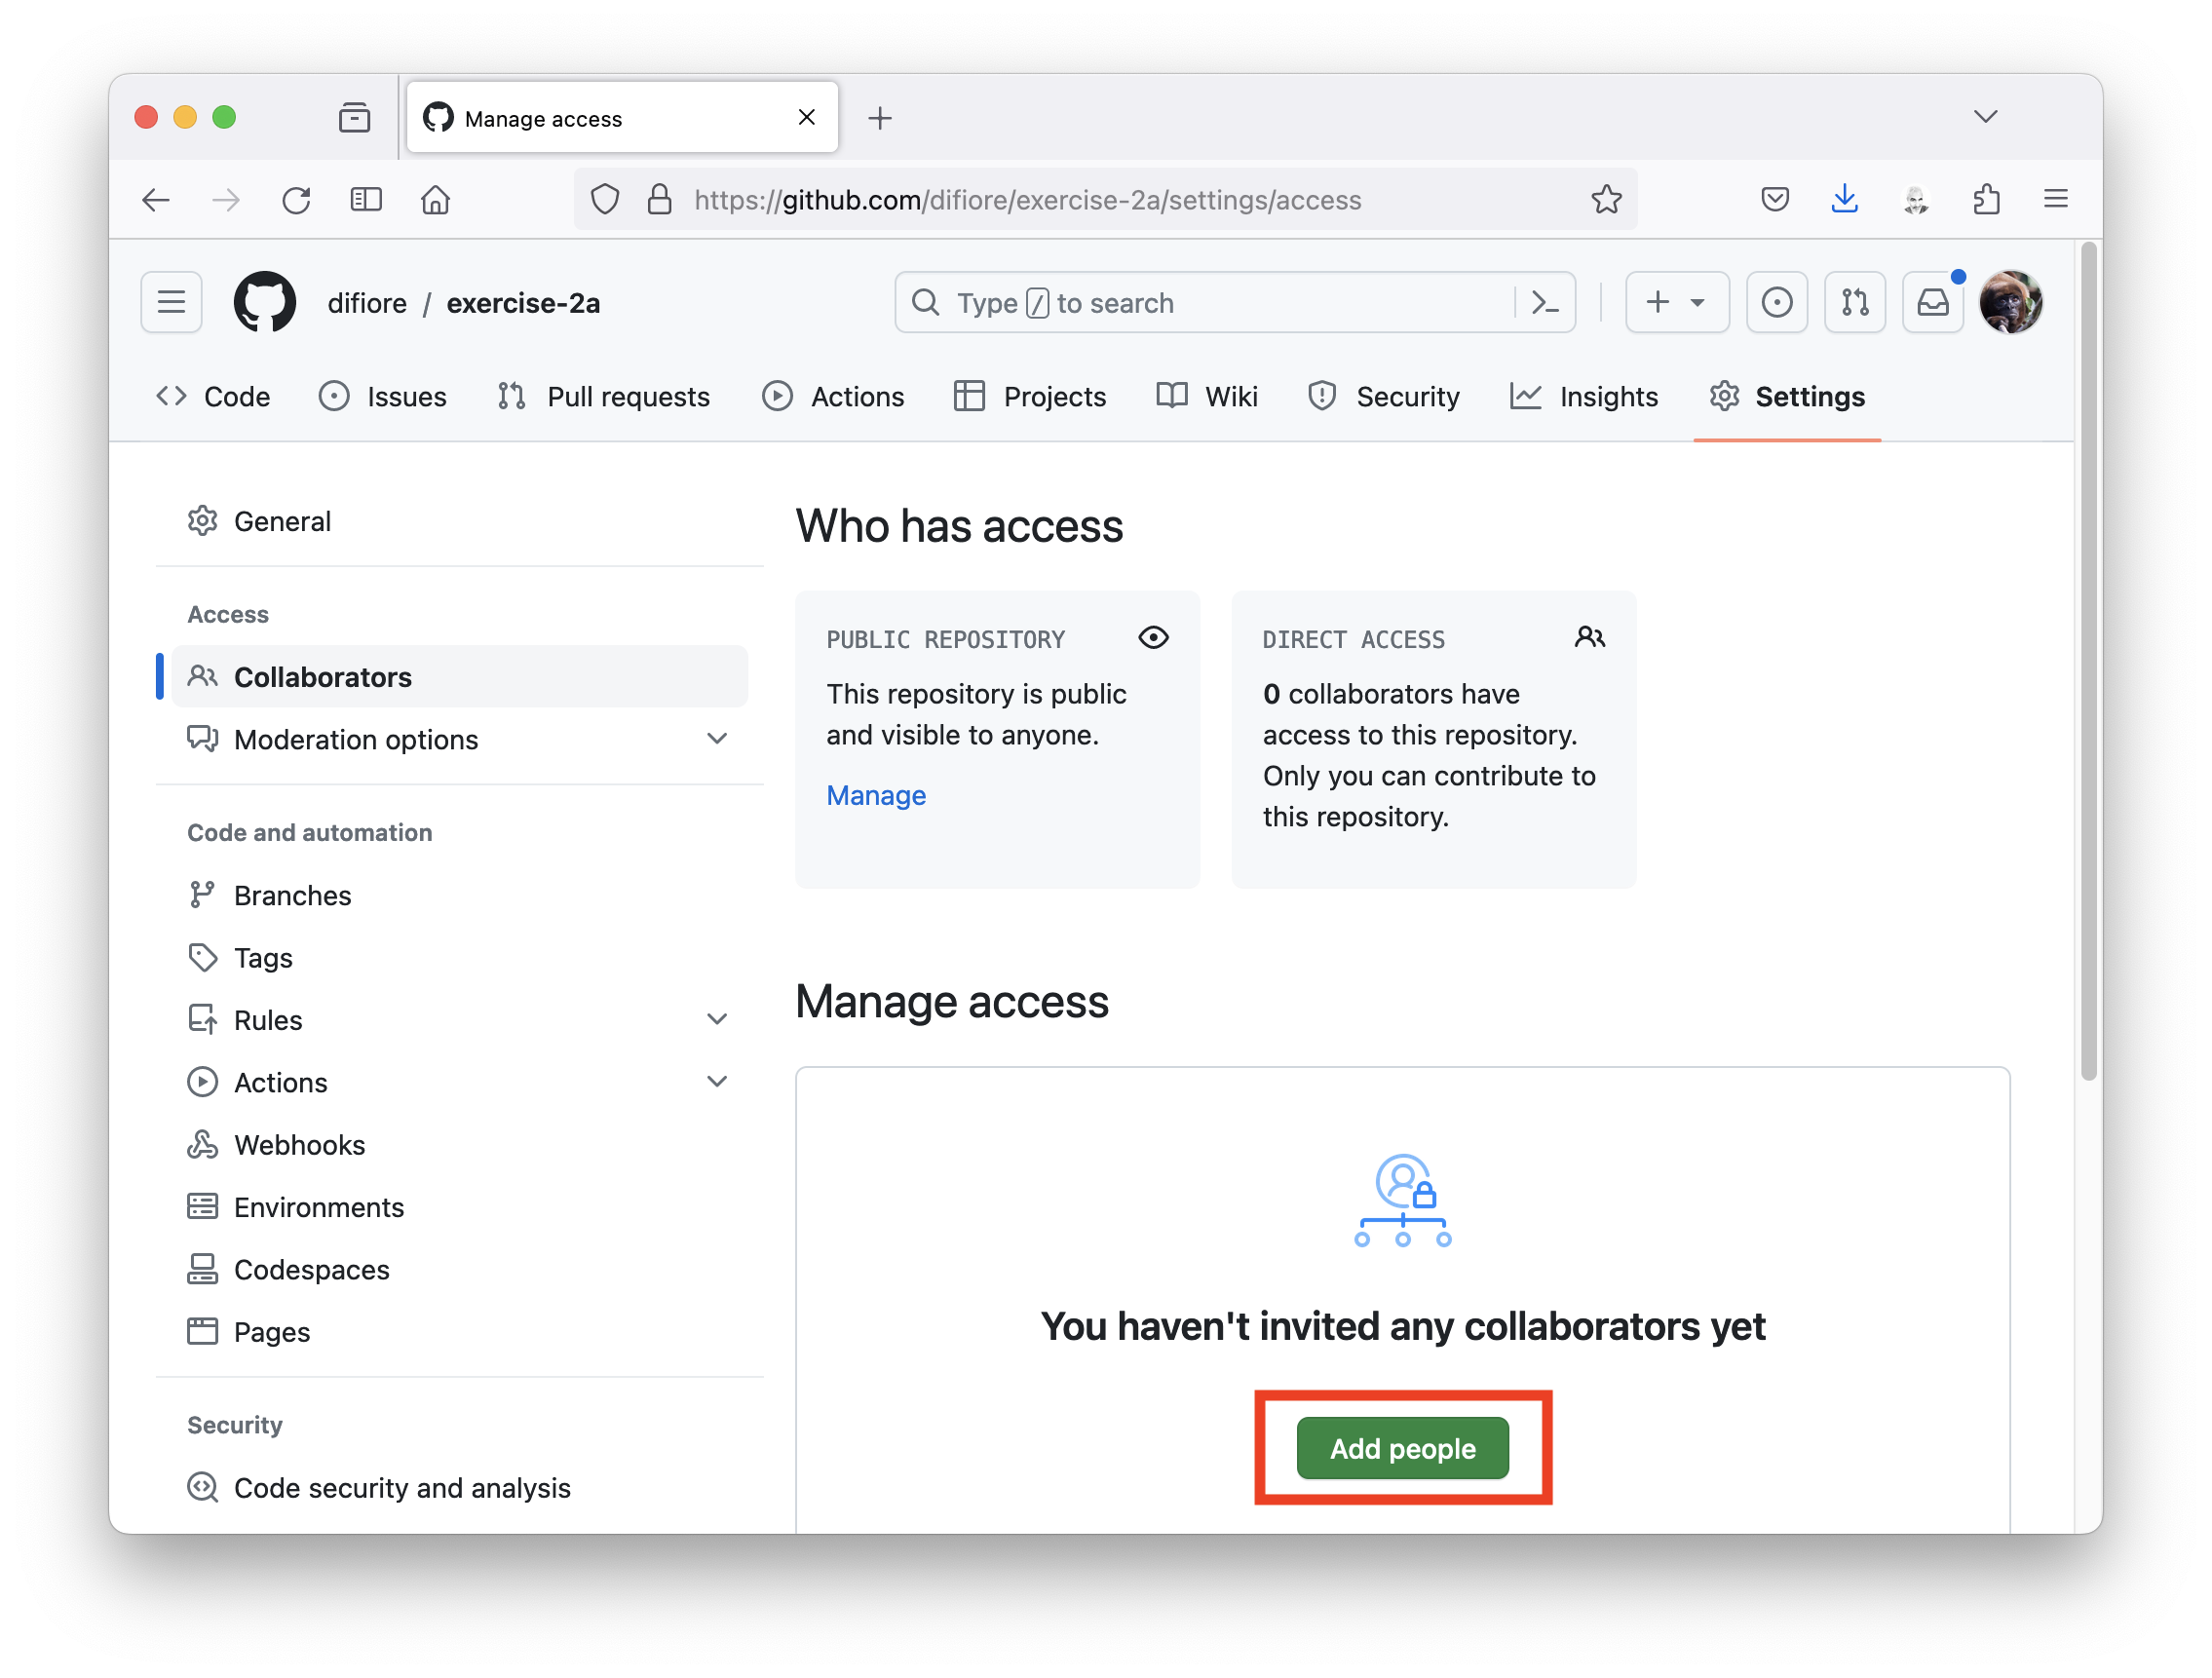 Manage access
https://github.com/difiore/exercise-2a/settings/access
difiore / exercise-2a
Type / to search
Code
Issues
Pull requests
Actions
Projects
Wiki
Security
Insights
Settings
General
Access
Collaborators
Moderation options
Code and automation
Branches
Tags
Rules
Actions
Webhooks
Environments
Codespaces
Pages
Security
Code security and analysis
Who has access
PUBLIC REPOSITORY
This repository is public
and visible to anyone.
Manage
DIRECT ACCESS
0 collaborators have
access to this repository.
Only you can contribute to
this repository.
Manage access
You haven't invited any collaborators yet
Add people